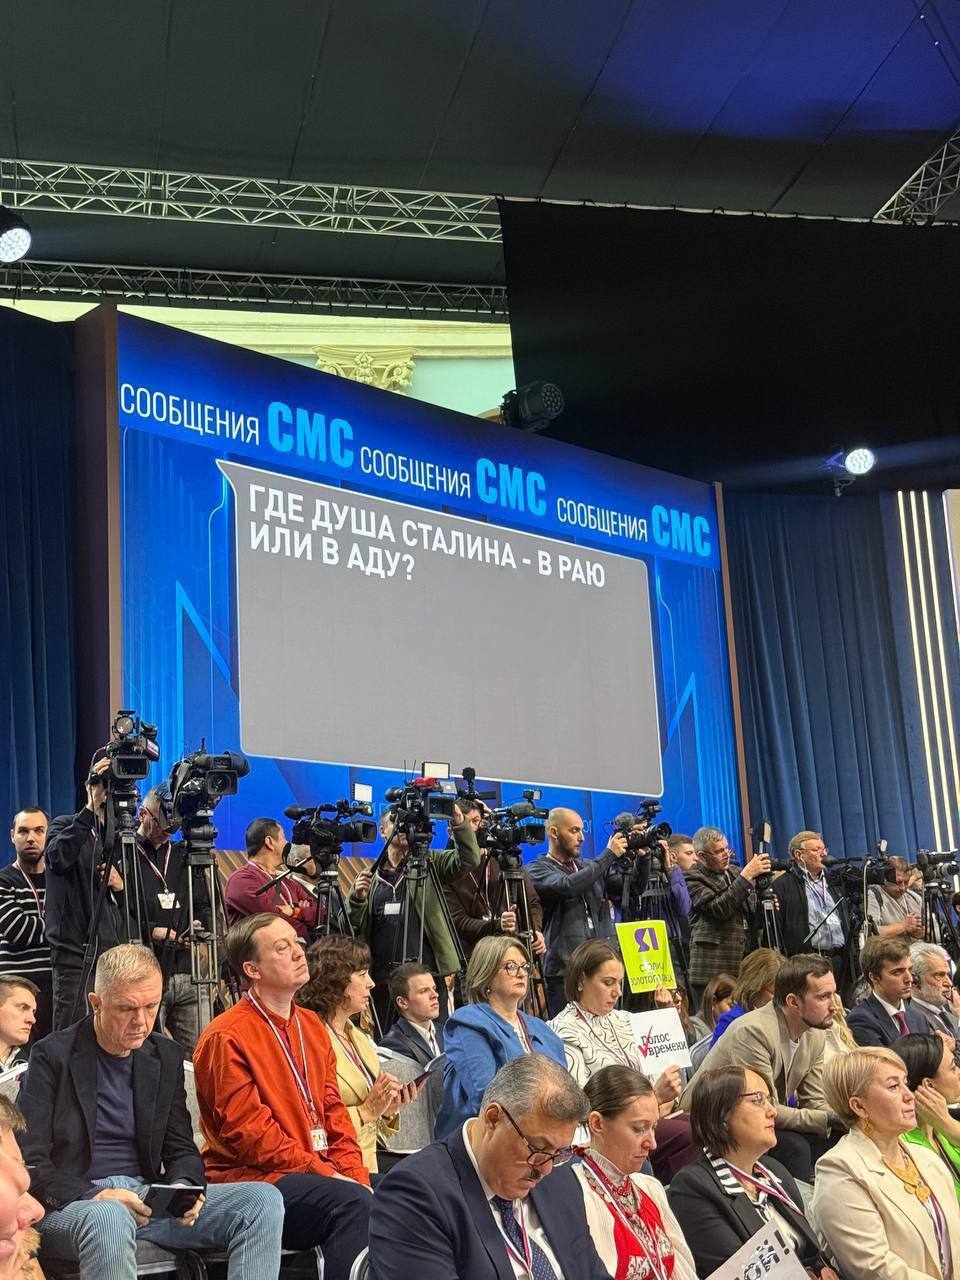 СООБЩЕНИЯ СМС СООБЩЕНИЯ СМС СООБЩЕНИЯ СМС
ГДЕ ДУША СТАЛИНА - В РАЮ
ИЛИ В АДУ?
ГОЛОС
ВРЕМЕНИ